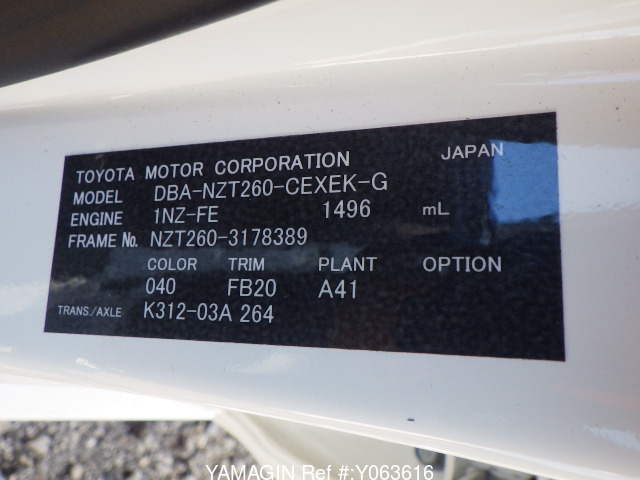 TOYOTA MOTOR CORPORATION JAPAN
MODEL DBA-NZT260-CEXEK-G
ENGINE 1NZ-FE 1496 mL
FRAME No. NZT260-3178389
COLOR TRIM PLANT OPTION
040 FB20 A41
TRANS./AXLE K312-03A 264
YAMAGIN Ref #:Y063616